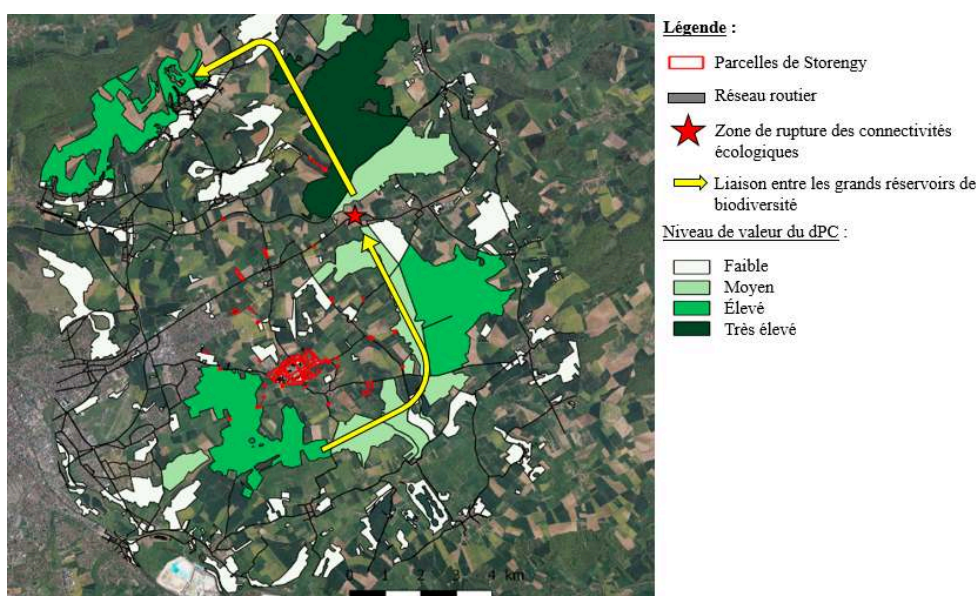 Légende :
Parcelles de Storengy
Réseau routier
Zone de rupture des connectivités
écologiques
Liaison entre les grands réservoirs de
biodiversité
Niveau de valeur du dPC :
Faible
Moyen
Élevé
Très élevé
0 1 2 3 4 km